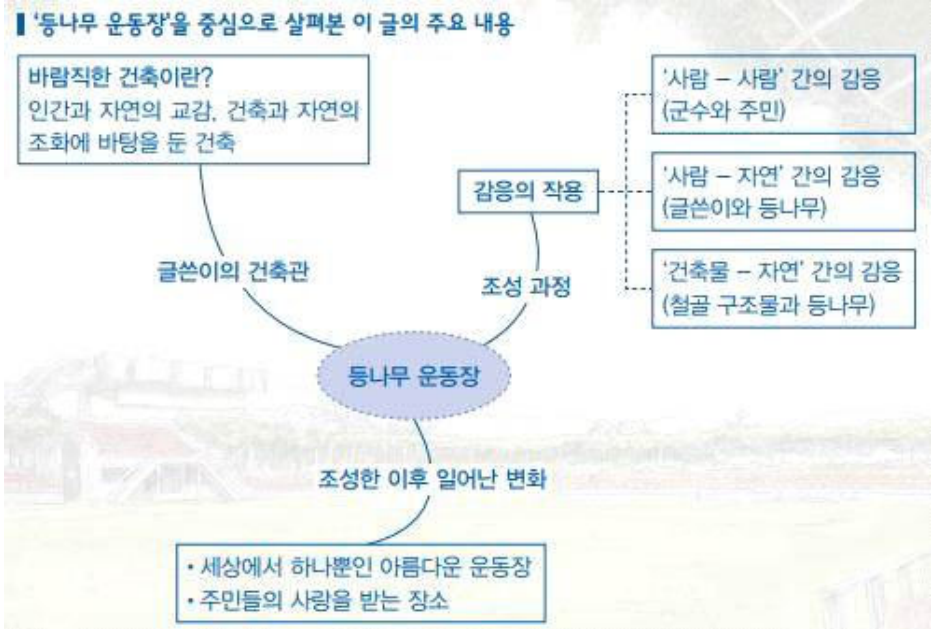 '등나무 운동장'을 중심으로 살펴본 이 글의 주요 내용
바람직한 건축이란?
인간과 자연의 교감, 건축과 자연의
조화에 바탕을 둔 건축
글쓴이의 건축관
감응의 작용
조성 과정
'사람 – 사람' 간의 감응
(군수와 주민)
'사람 – 자연' 간의 감응
(글쓴이와 등나무)
'건축물 – 자연' 간의 감응
(철골 구조물과 등나무)
등나무 운동장
조성한 이후 일어난 변화
• 세상에서 하나뿐인 아름다운 운동장
• 주민들의 사랑을 받는 장소